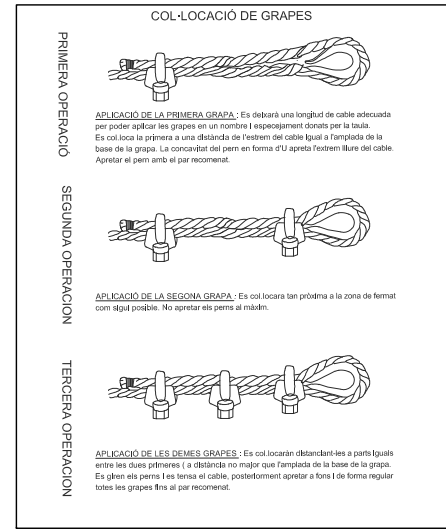 COL·LOCACIÓ DE GRAPES
PRIMERA OPERACIÓ
APLICACIÓ DE LA PRIMERA GRAPA : Es deixarà una longitud de cable adecuada
per poder aplicar les grapes en un nombre i especejament donats per la taula.
Es col.loca la primera a una distància de l'estrem del cable igual a l'amplada de la
base de la grapa. La concavitat del pern en forma d'U apreta l'extrem lliure del cable.
Apretar el pern amb el par recomenat.
SEGUNDA OPERACION
APLICACIÓ DE LA SEGONA GRAPA : Es col.locara tan pròxima a la zona de fermat
com sigui posible. No apretar els perns al màxim.
TERCERA OPERACION
APLICACIÓ DE LES DEMES GRAPES : Es col.locaràn distanciant-les a parts iguals
entre les dues primeres ( a distància no major que l'amplada de la base de la grapa.
Es giren els perns i es tensa el cable, posteriorment apretar a fons i de forma regular
totes les grapes fins al par recomenat.